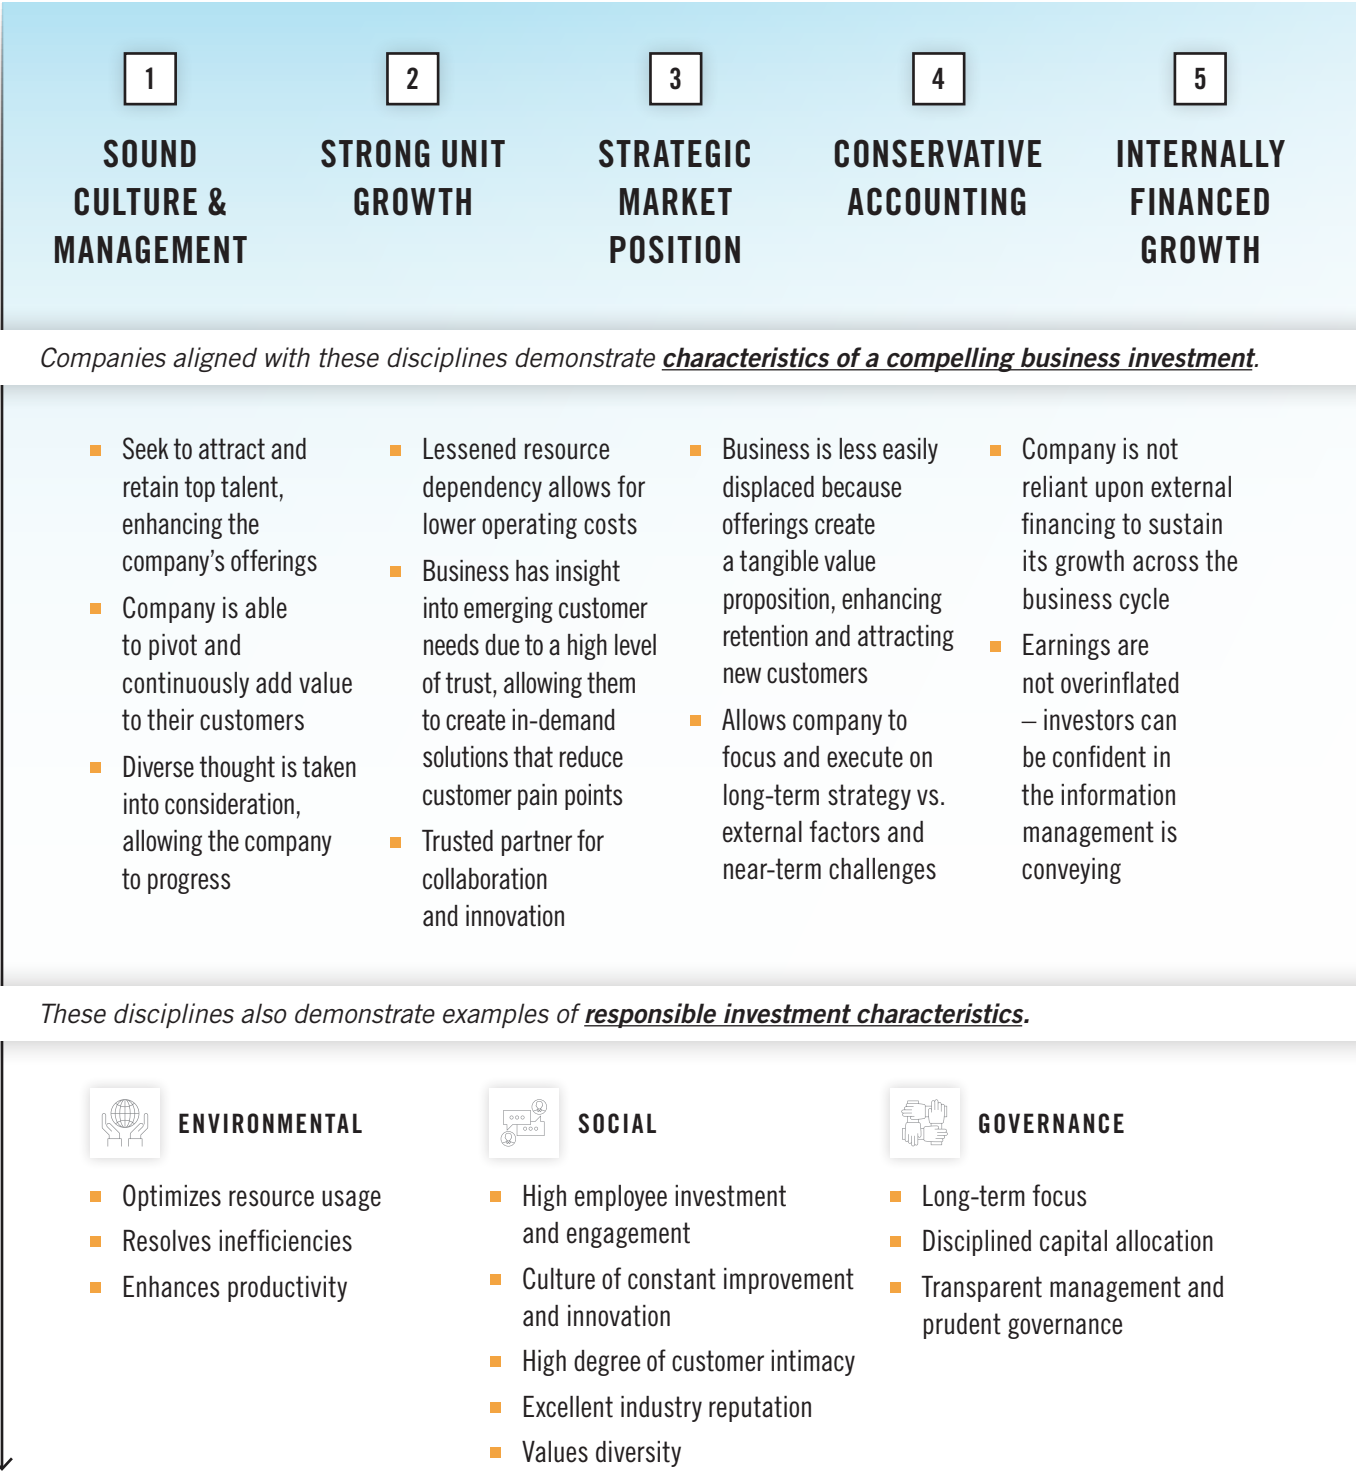 1
SOUND
CULTURE &
MANAGEMENT
2
STRONG UNIT
GROWTH
3
STRATEGIC
MARKET
POSITION
4
CONSERVATIVE
ACCOUNTING
5
INTERNALLY
FINANCED
GROWTH
Companies aligned with these disciplines demonstrate characteristics of a compelling business investment.
Seek to attract and
retain top talent,
enhancing the
company’s offerings
Company is able
to pivot and
continuously add value
to their customers
Diverse thought is taken
into consideration,
allowing the company
to progress
Lessened resource
dependency allows for
lower operating costs
Business has insight
into emerging customer
needs due to a high level
of trust, allowing them
to create in-demand
solutions that reduce
customer pain points
Trusted partner for
collaboration
and innovation
Business is less easily
displaced because
offerings create
a tangible value
proposition, enhancing
retention and attracting
new customers
Allows company to
focus and execute on
long-term strategy vs.
external factors and
near-term challenges
Company is not
reliant upon external
financing to sustain
its growth across the
business cycle
Earnings are
not overinflated
– investors can
be confident in
the information
management is
conveying
These disciplines also demonstrate examples of responsible investment characteristics.
ENVIRONMENTAL
Optimizes resource usage
Resolves inefficiencies
Enhances productivity
SOCIAL
High employee investment
and engagement
Culture of constant improvement
and innovation
High degree of customer intimacy
Excellent industry reputation
Values diversity
GOVERNANCE
Long-term focus
Disciplined capital allocation
Transparent management and
prudent governance